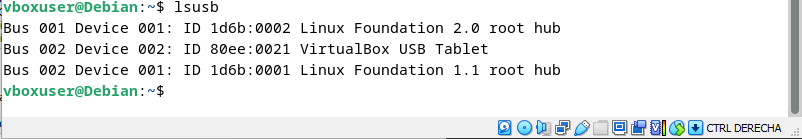 vboxuser@Debian:~$ lsusb
Bus 001 Device 001: ID 1d6b:0002 Linux Foundation 2.0 root hub
Bus 002 Device 002: ID 80ee:0021 VirtualBox USB Tablet
Bus 002 Device 001: ID 1d6b:0001 Linux Foundation 1.1 root hub
vboxuser@Debian:~$
CTRL DERECHA